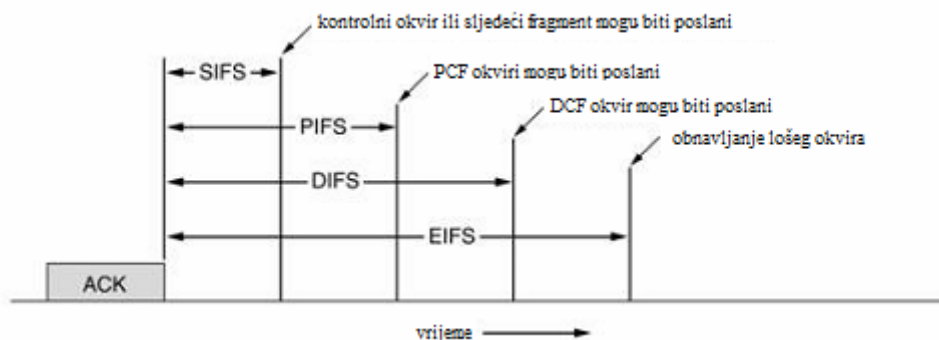 kontrolni okvir ili sljedeći fragment mogu biti poslani
SIFS
PCF okviri mogu biti poslani
PIFS
DCF okvir mogu biti poslani
DIFS
obnavljanje lošeg okvira
EIFS
ACK
vrijeme